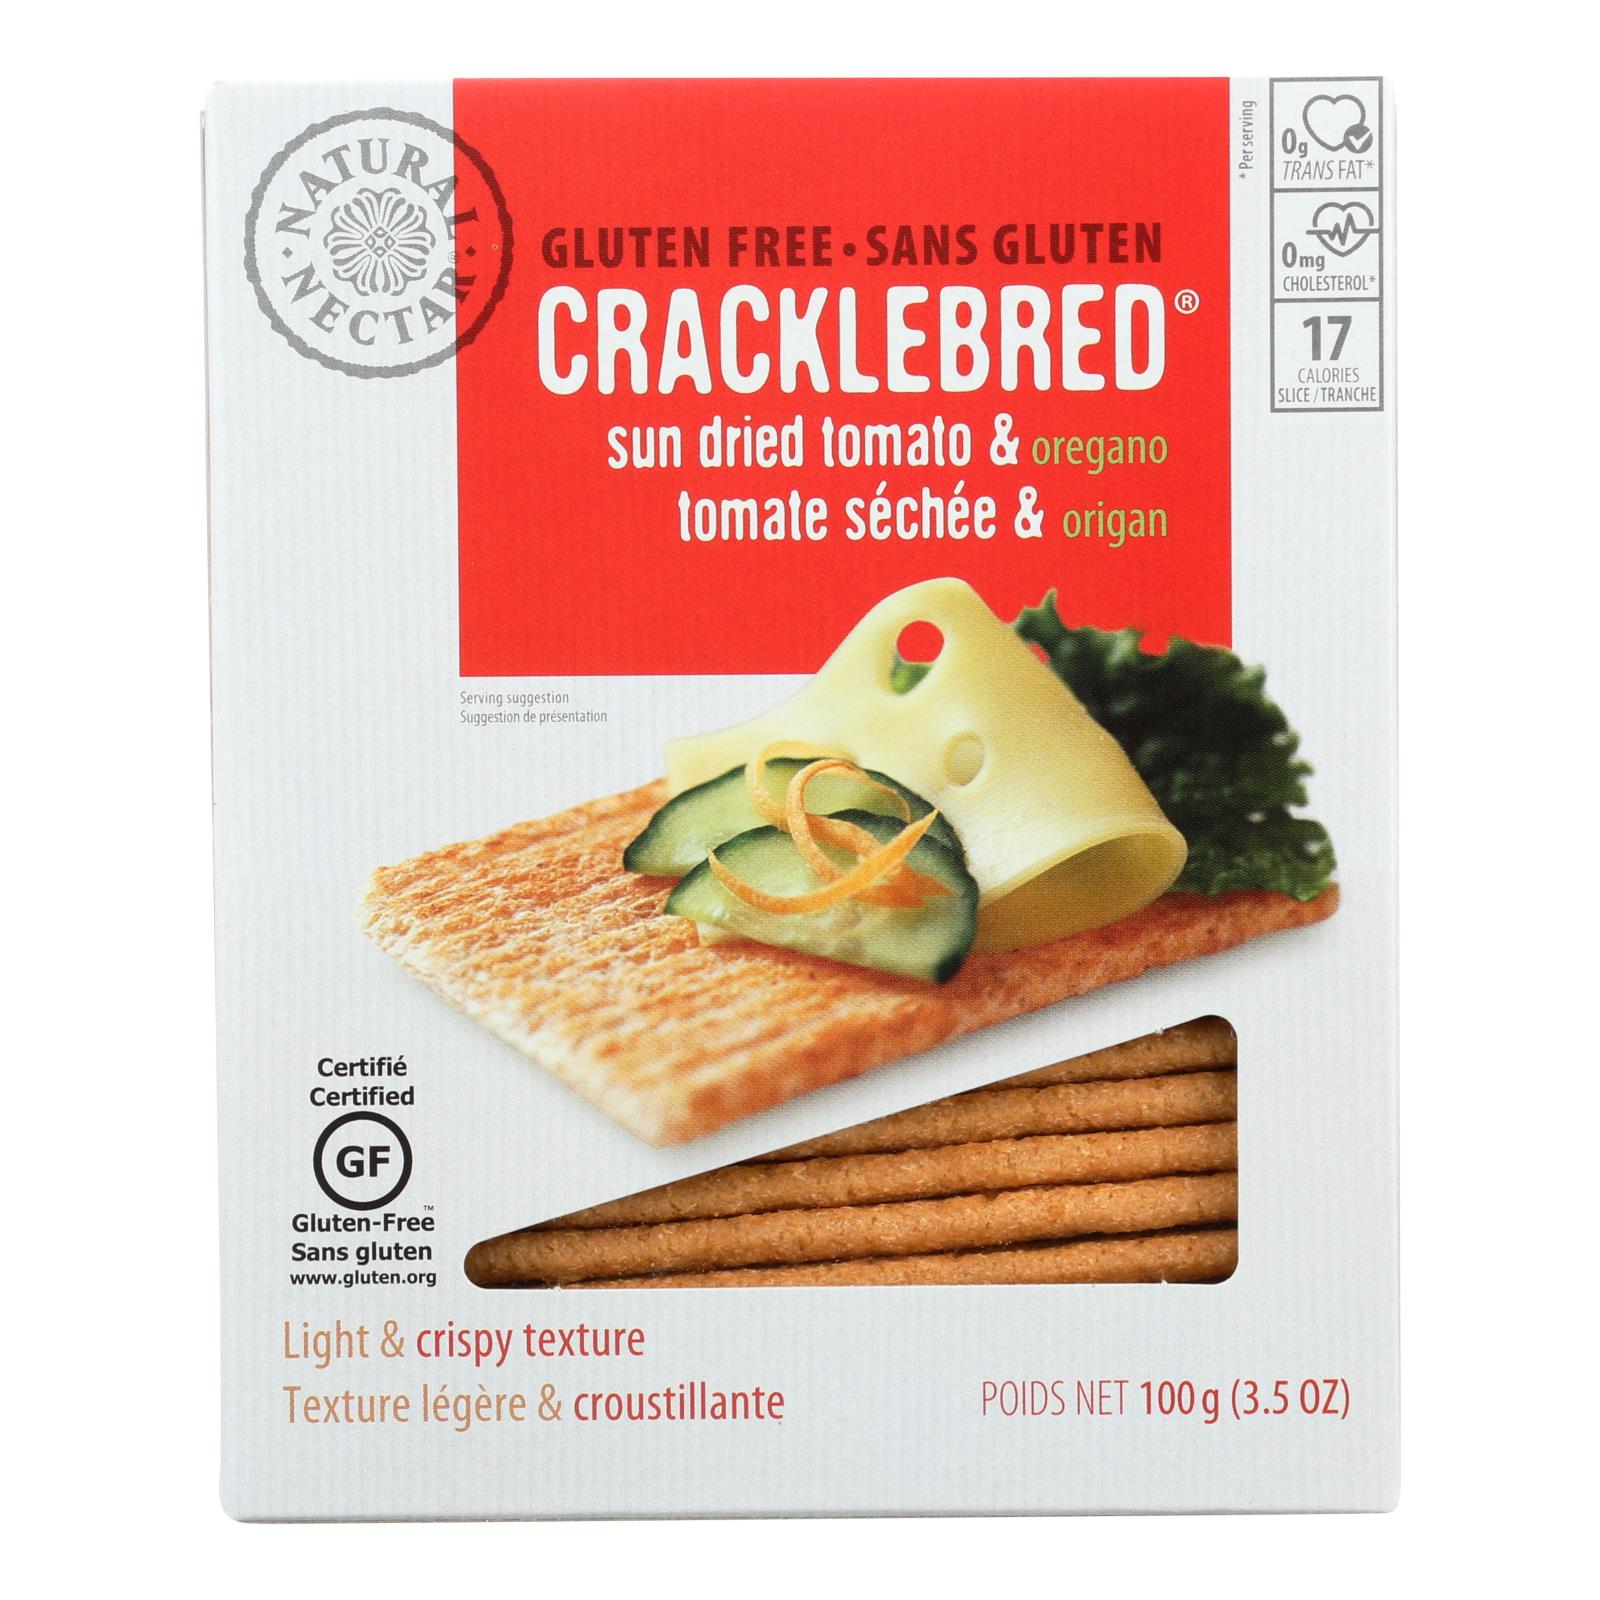 NATURAL
NECTAR
©
GLUTEN FREE • SANS GLUTEN
CRACKLEBRED®
sun dried tomato & oregano
tomate séchée & origan
* Per serving
0g
TRANS FAT*
0mg
CHOLESTEROL*
17
CALORIES
SLICE / TRANCHE
Serving suggestion
Suggestion de présentation
Certifié
Certified
GF
Gluten-Free™
Sans gluten
www.gluten.org
Light & crispy texture
Texture légère & croustillante
POIDS NET 100 g (3.5 OZ)